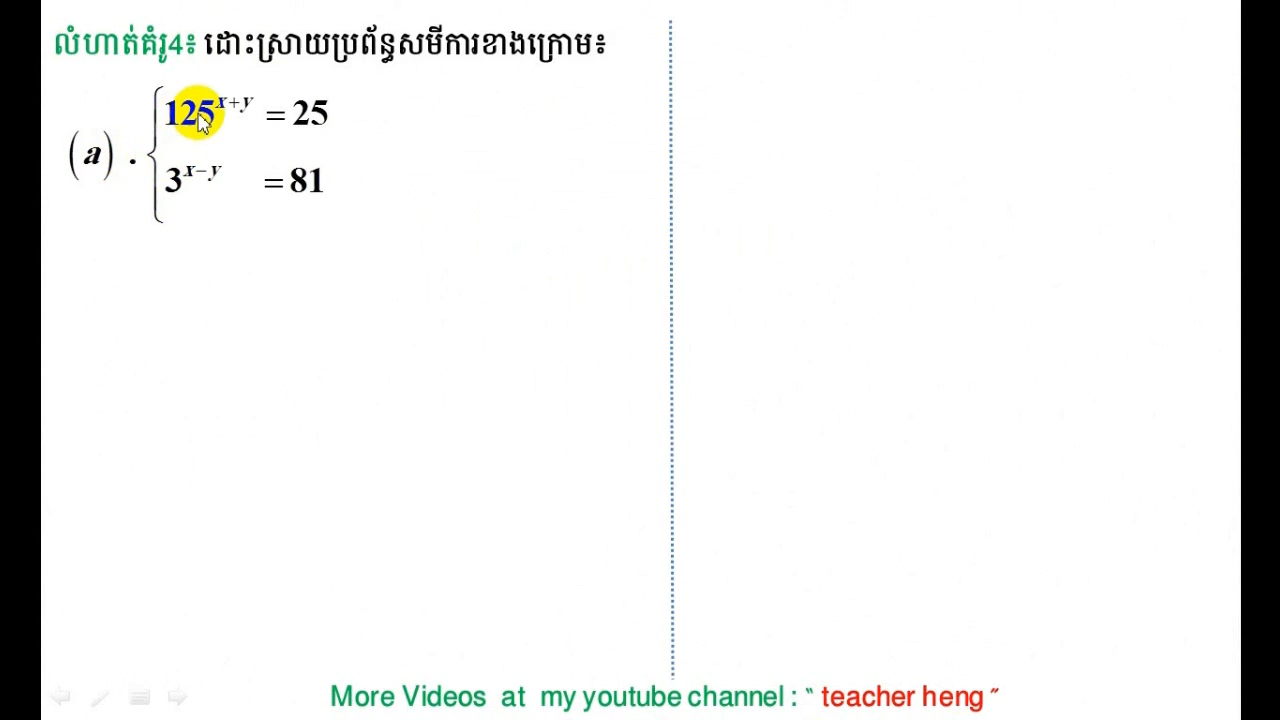 លំហាត់គំរូ4៖ ដោះស្រាយប្រព័ន្ធសមីការខាងក្រោម៖
(a) . { 125^{x+y} = 25
3^{x-y} = 81
More Videos at my youtube channel : “ teacher heng ”